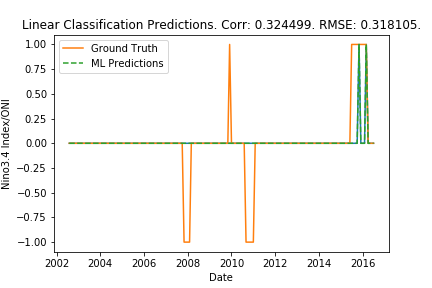 Linear Classification Predictions. Corr: 0.324499. RMSE: 0.318105.
Ground Truth
ML Predictions
1.00
0.75
0.50
0.25
0.00
−0.25
−0.50
−0.75
−1.00
Nino3.4 Index/ONI
2002 2004 2006 2008 2010 2012 2014 2016
Date